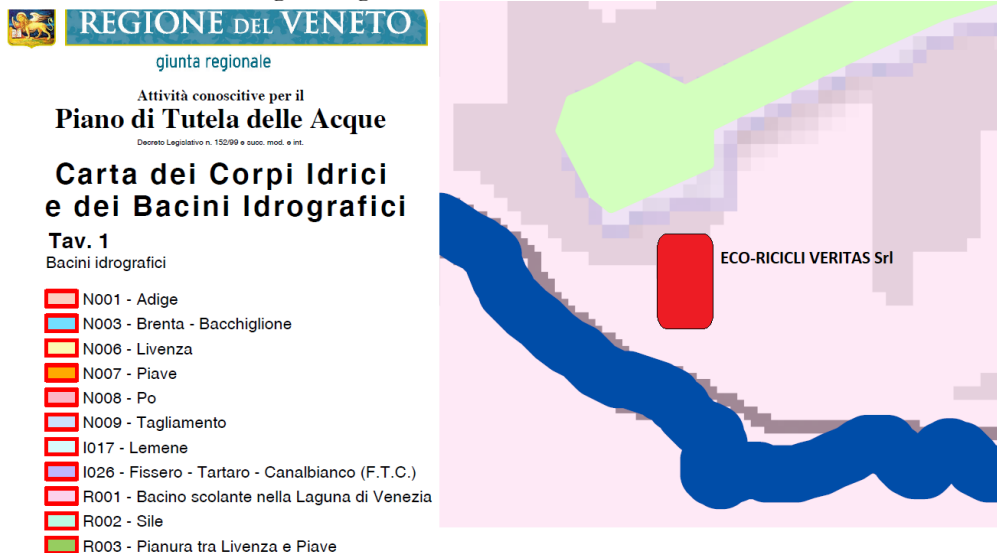 REGIONE DEL VENETO
giunta regionale
Attività conoscitive per il
Piano di Tutela delle Acque
Decreto Legislativo n. 152/99 e succ. mod. e int.
Carta dei Corpi Idrici
e dei Bacini Idrografici
Tav. 1
Bacini idrografici
N001 - Adige
N003 - Brenta - Bacchiglione
N006 - Livenza
N007 - Piave
N008 - Po
N009 - Tagliamento
I017 - Lemene
I026 - Fissero - Tartaro - Canalbianco (F.T.C.)
R001 - Bacino scolante nella Laguna di Venezia
R002 - Sile
R003 - Pianura tra Livenza e Piave
ECO-RICICLI VERITAS Srl